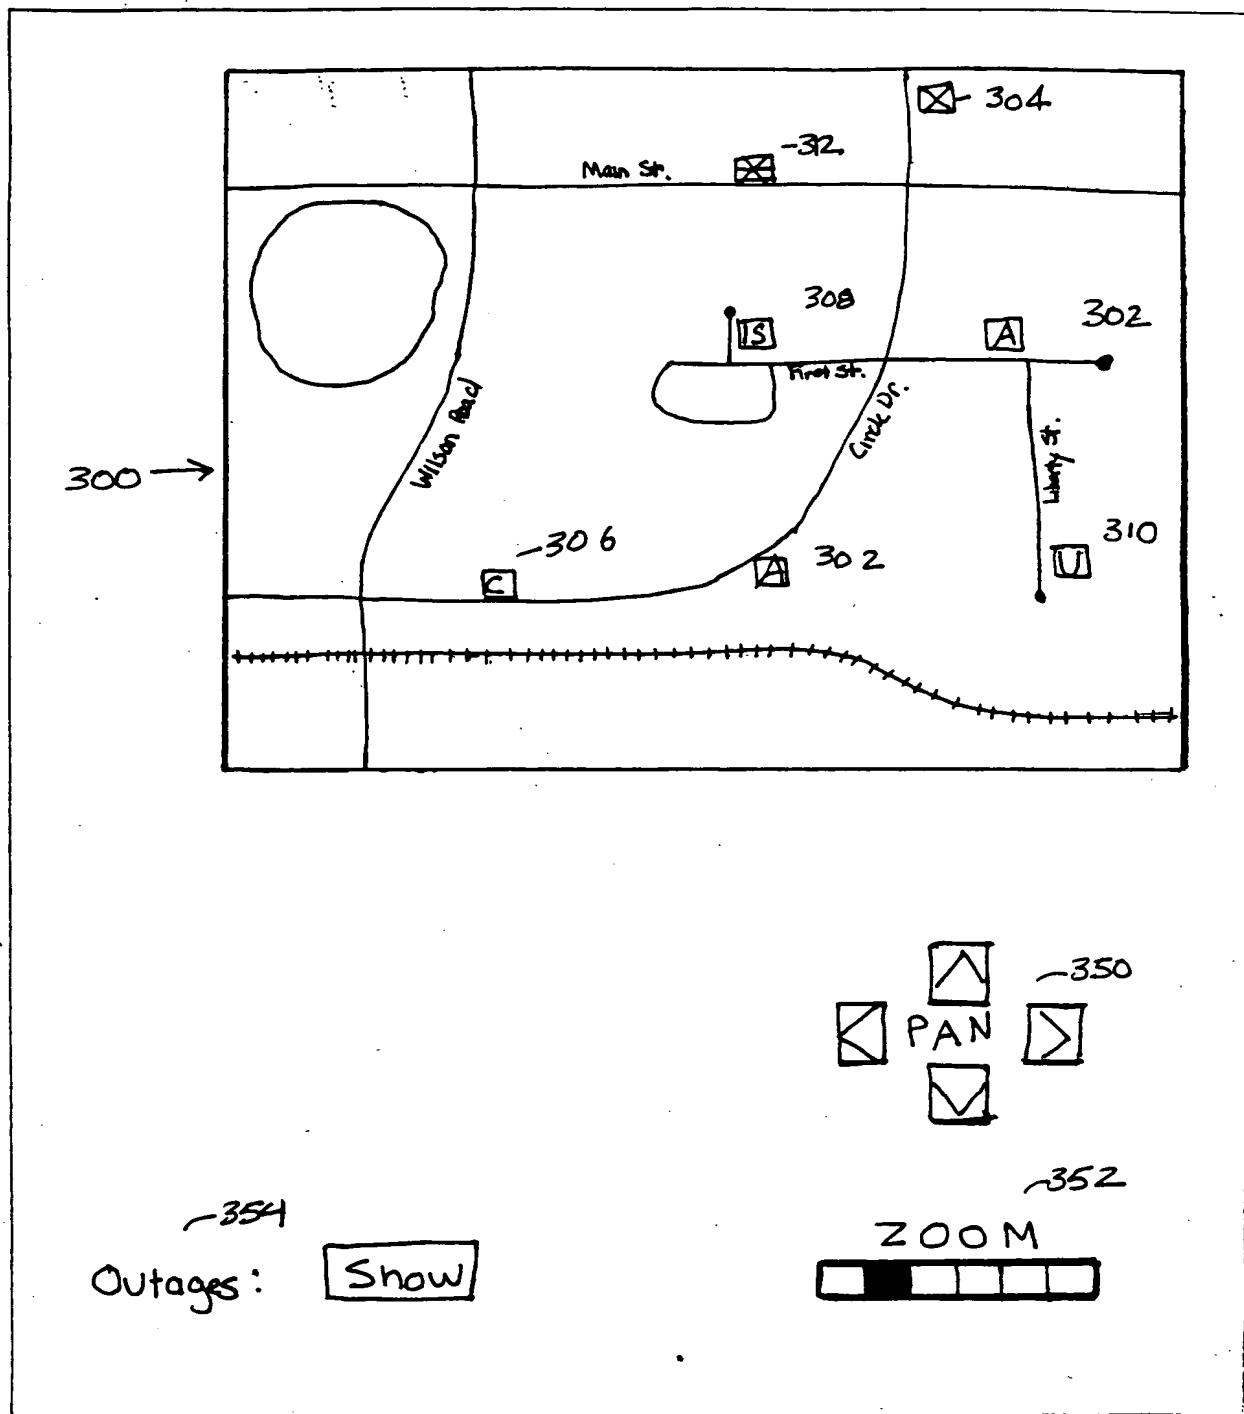 304
Main St.
312
308
IS
A
302
First St.
Circle Dr.
Wilson Road
Liberty St.
300
306
C
A
302
310
U
350
PAN
352
ZOOM
354
Outages: Show